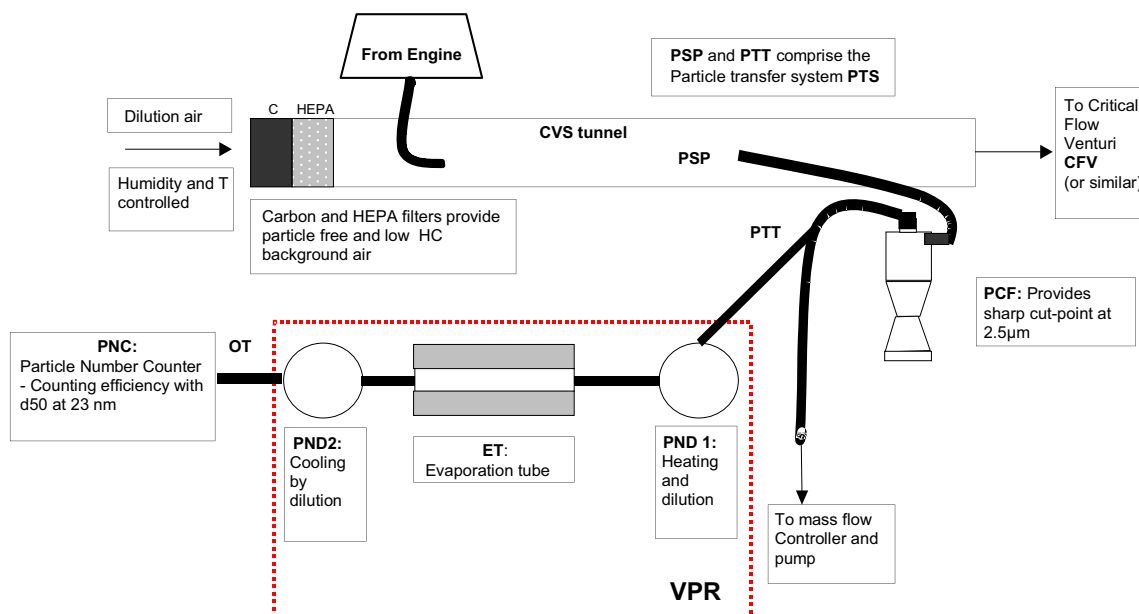 From Engine
PSP and PTT comprise the
Particle transfer system PTS
Dilution air
C HEPA
CVS tunnel
To Critical
Flow
Venturi
CFV
(or similar)
PSP
Humidity and T
controlled
Carbon and HEPA filters provide
particle free and low HC
background air
PTT
PCF: Provides
sharp cut-point at
2.5µm
PNC:
Particle Number Counter
- Counting efficiency with
d50 at 23 nm
OT
PND2:
Cooling
by
dilution
ET:
Evaporation tube
PND 1:
Heating
and
dilution
To mass flow
Controller and
pump
VPR